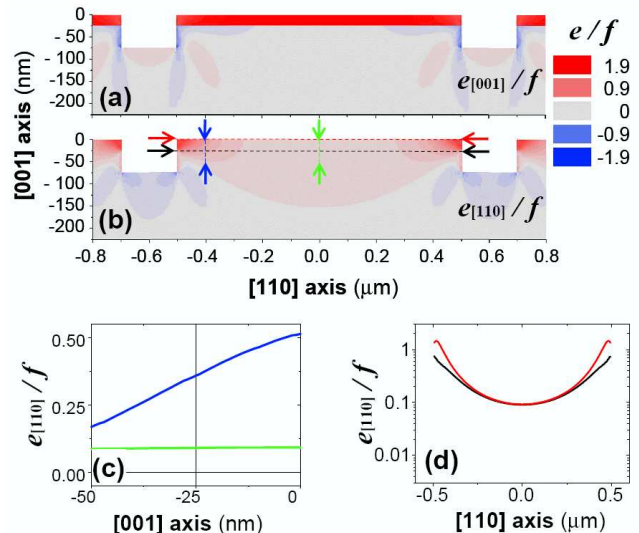 0
- 50
-100
-150
-200
(a)
e[001]/f
e/f
1.9
0.9
0
-0.9
-1.9
[001] axis (nm)
0
- 50
-100
-150
-200
(b)
e[110]/f
-0.8 -0.6 -0.4 -0.2 0.0 0.2 0.4 0.6 0.8
[110] axis (μm)
e[110]/f
0.50
0.25
0.00
(c)
-50 -25 0
[001] axis (nm)
e[110]/f
1
0.1
0.01
(d)
-0.5 0.0 0.5
[110] axis (μm)